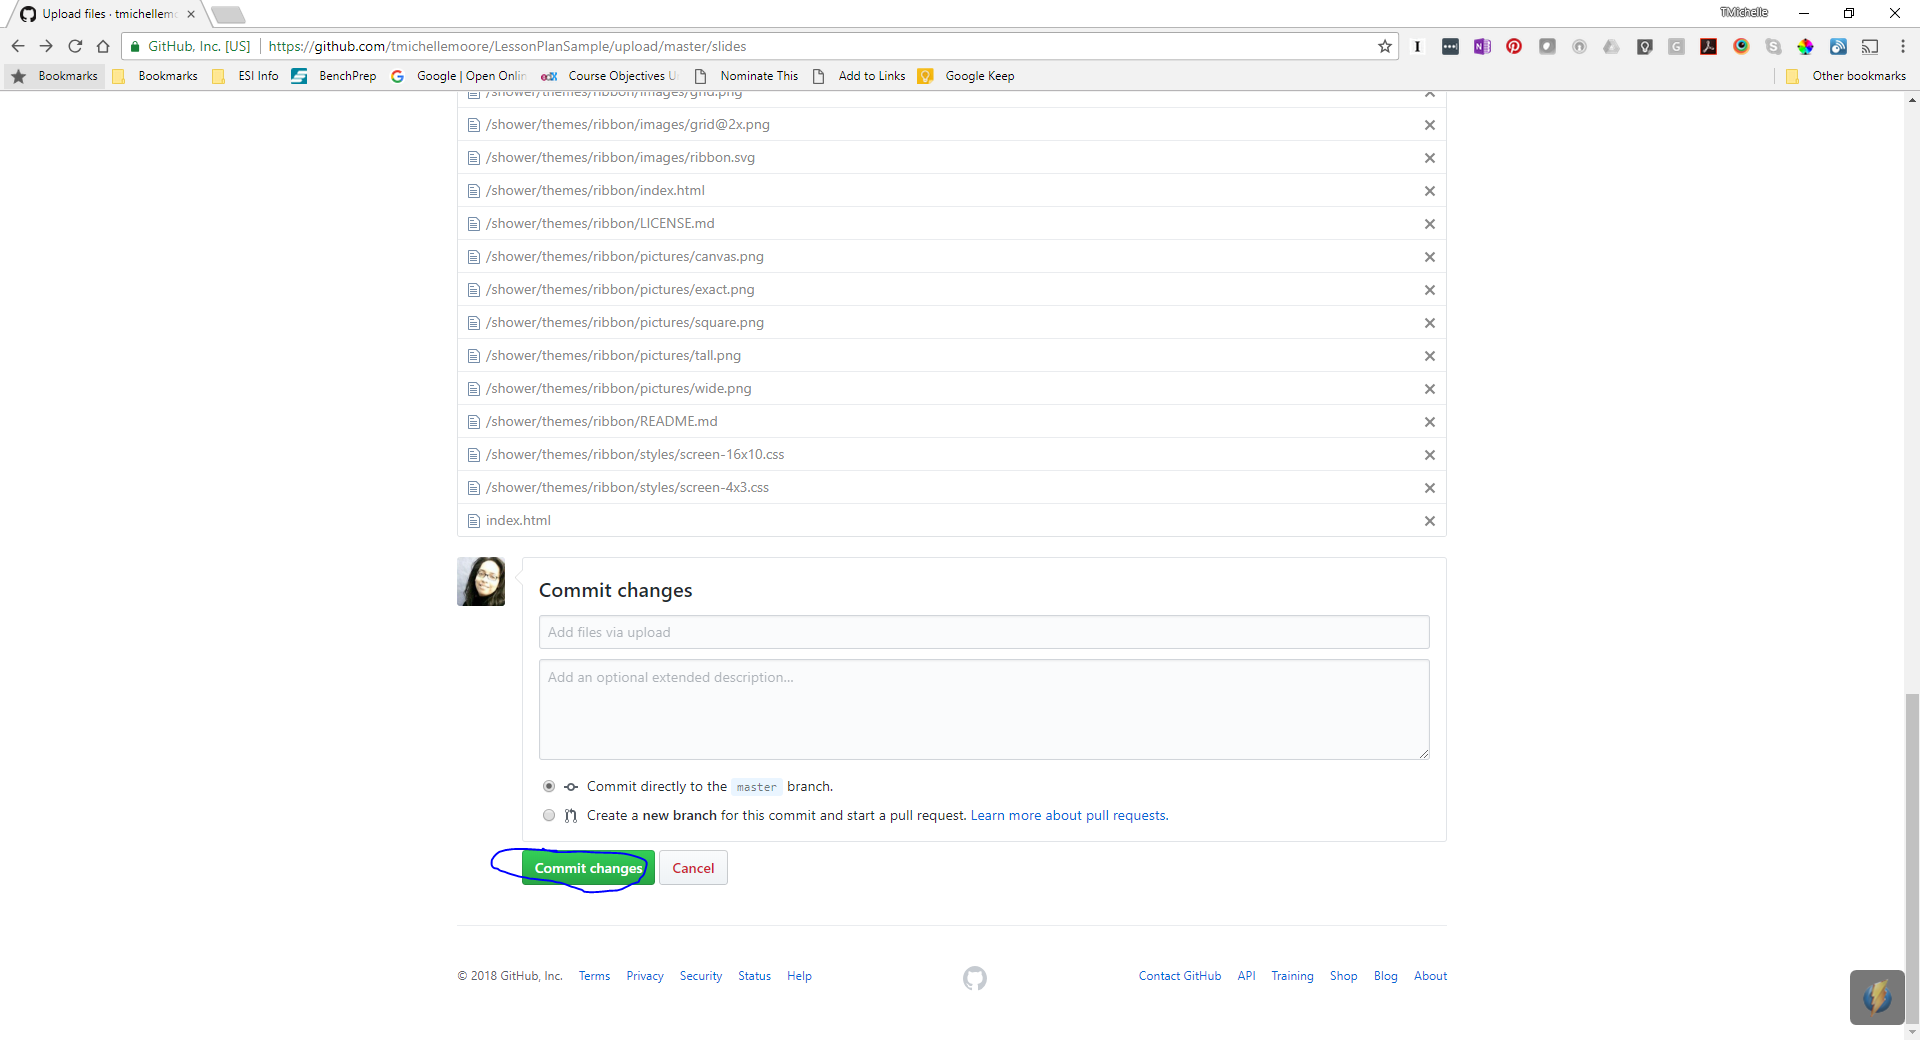 Upload files · tmichellem
TMichelle
GitHub, Inc. [US] https://github.com/tmichellemoore/LessonPlanSample/upload/master/slides
Bookmarks Bookmarks ESI Info BenchPrep Google | Open Onlin Course Objectives U Nominate This Add to Links Google Keep Other bookmarks
/shower/themes/ribbon/images/grid.png
/shower/themes/ribbon/images/grid@2x.png
/shower/themes/ribbon/images/ribbon.svg
/shower/themes/ribbon/index.html
/shower/themes/ribbon/LICENSE.md
/shower/themes/ribbon/pictures/canvas.png
/shower/themes/ribbon/pictures/exact.png
/shower/themes/ribbon/pictures/square.png
/shower/themes/ribbon/pictures/tall.png
/shower/themes/ribbon/pictures/wide.png
/shower/themes/ribbon/README.md
/shower/themes/ribbon/styles/screen-16x10.css
/shower/themes/ribbon/styles/screen-4x3.css
index.html
Commit changes
Add files via upload
Add an optional extended description...
Commit directly to the master branch.
Create a new branch for this commit and start a pull request. Learn more about pull requests.
Commit changes Cancel
© 2018 GitHub, Inc. Terms Privacy Security Status Help Contact GitHub API Training Shop Blog About